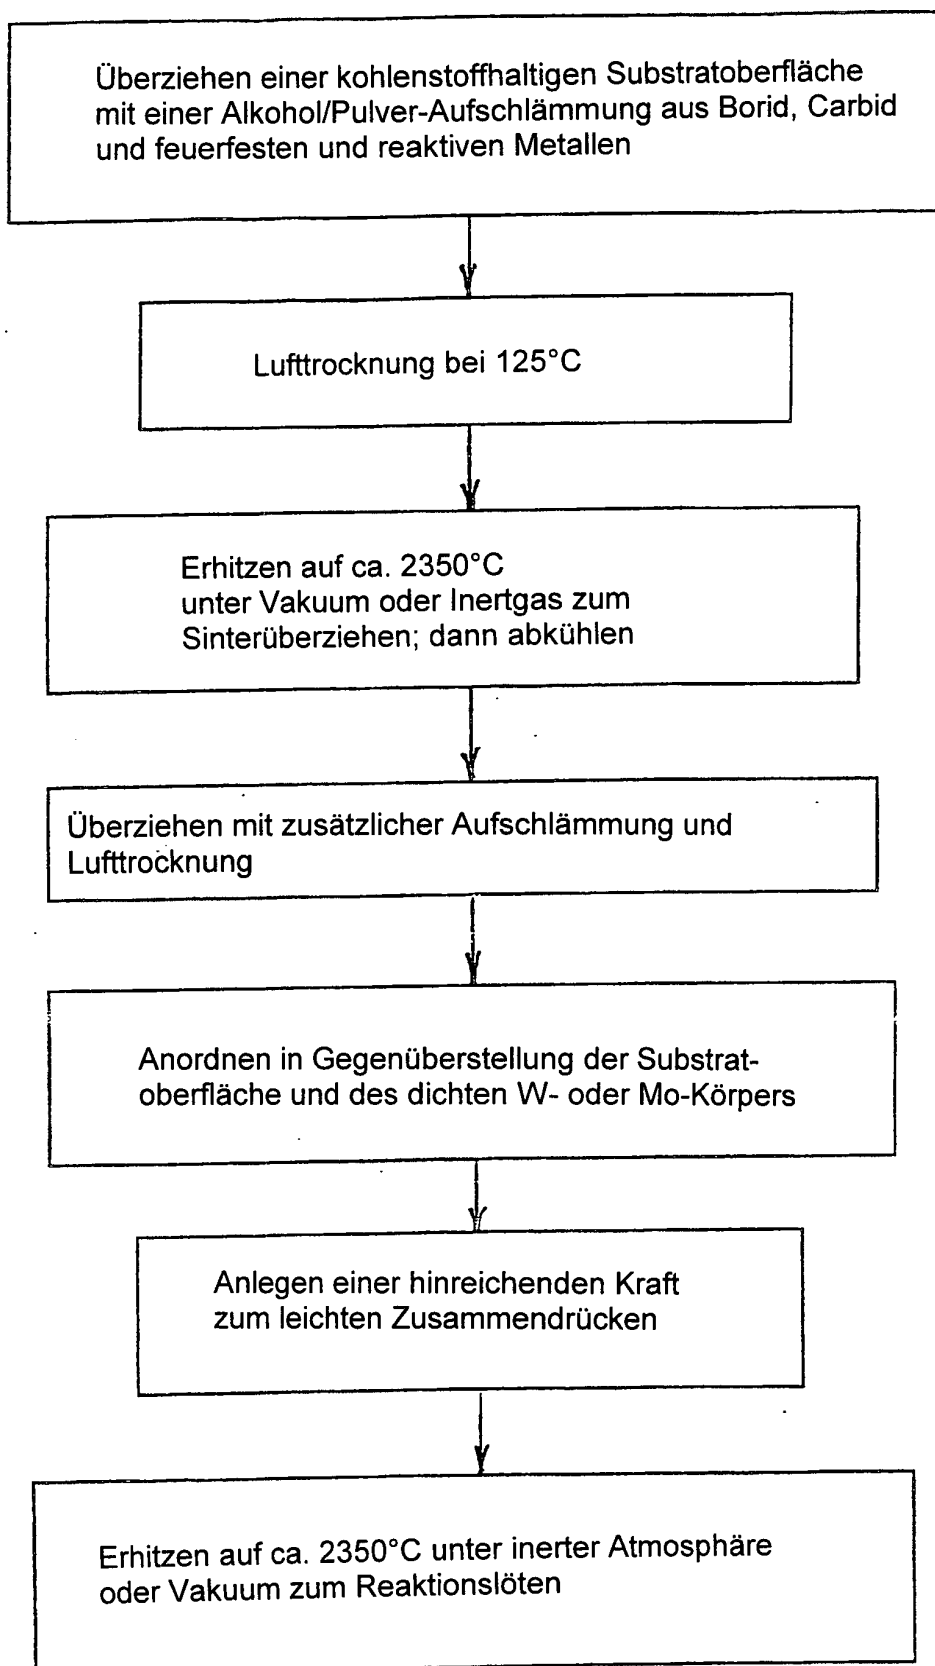 Überziehen einer kohlenstoffhaltigen Substratoberfläche
mit einer Alkohol/Pulver-Aufschlämmung aus Borid, Carbid
und feuerfesten und reaktiven Metallen
Lufttrocknung bei 125°C
Erhitzen auf ca. 2350°C
unter Vakuum oder Inertgas zum
Sinterüberziehen; dann abkühlen
Überziehen mit zusätzlicher Aufschlämmung und
Lufttrocknung
Anordnen in Gegenüberstellung der Substrat-
oberfläche und des dichten W- oder Mo-Körpers
Anlegen einer hinreichenden Kraft
zum leichten Zusammendrücken
Erhitzen auf ca. 2350°C unter inerter Atmosphäre
oder Vakuum zum Reaktionslöten